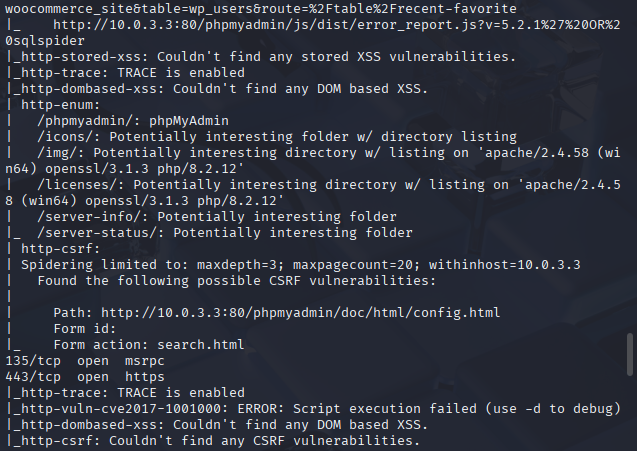 woocommerce_site&table=wp_users&route=%2Ftable%2Frecent-favorite
|_    http://10.0.3.3:80/phpmyadmin/js/dist/error_report.js?v=5.2.1%27%20OR%2
0sqlspider
|_http-stored-xss: Couldn't find any stored XSS vulnerabilities.
|_http-trace: TRACE is enabled
|_http-dombased-xss: Couldn't find any DOM based XSS.
| http-enum:
|   /phpmyadmin/: phpMyAdmin
|   /icons/: Potentially interesting folder w/ directory listing
|   /img/: Potentially interesting directory w/ listing on 'apache/2.4.58 (wi
n64) openssl/3.1.3 php/8.2.12'
|   /licenses/: Potentially interesting directory w/ listing on 'apache/2.4.5
8 (win64) openssl/3.1.3 php/8.2.12'
|   /server-info/: Potentially interesting folder
|_  /server-status/: Potentially interesting folder
| http-csrf:
| Spidering limited to: maxdepth=3; maxpagecount=20; withinhost=10.0.3.3
|   Found the following possible CSRF vulnerabilities:
|
|     Path: http://10.0.3.3:80/phpmyadmin/doc/html/config.html
|     Form id:
|_    Form action: search.html
135/tcp  open  msrpc
443/tcp  open  https
|_http-trace: TRACE is enabled
|_http-vuln-cve2017-1001000: ERROR: Script execution failed (use -d to debug)
|_http-dombased-xss: Couldn't find any DOM based XSS.
|_http-csrf: Couldn't find any CSRF vulnerabilities.